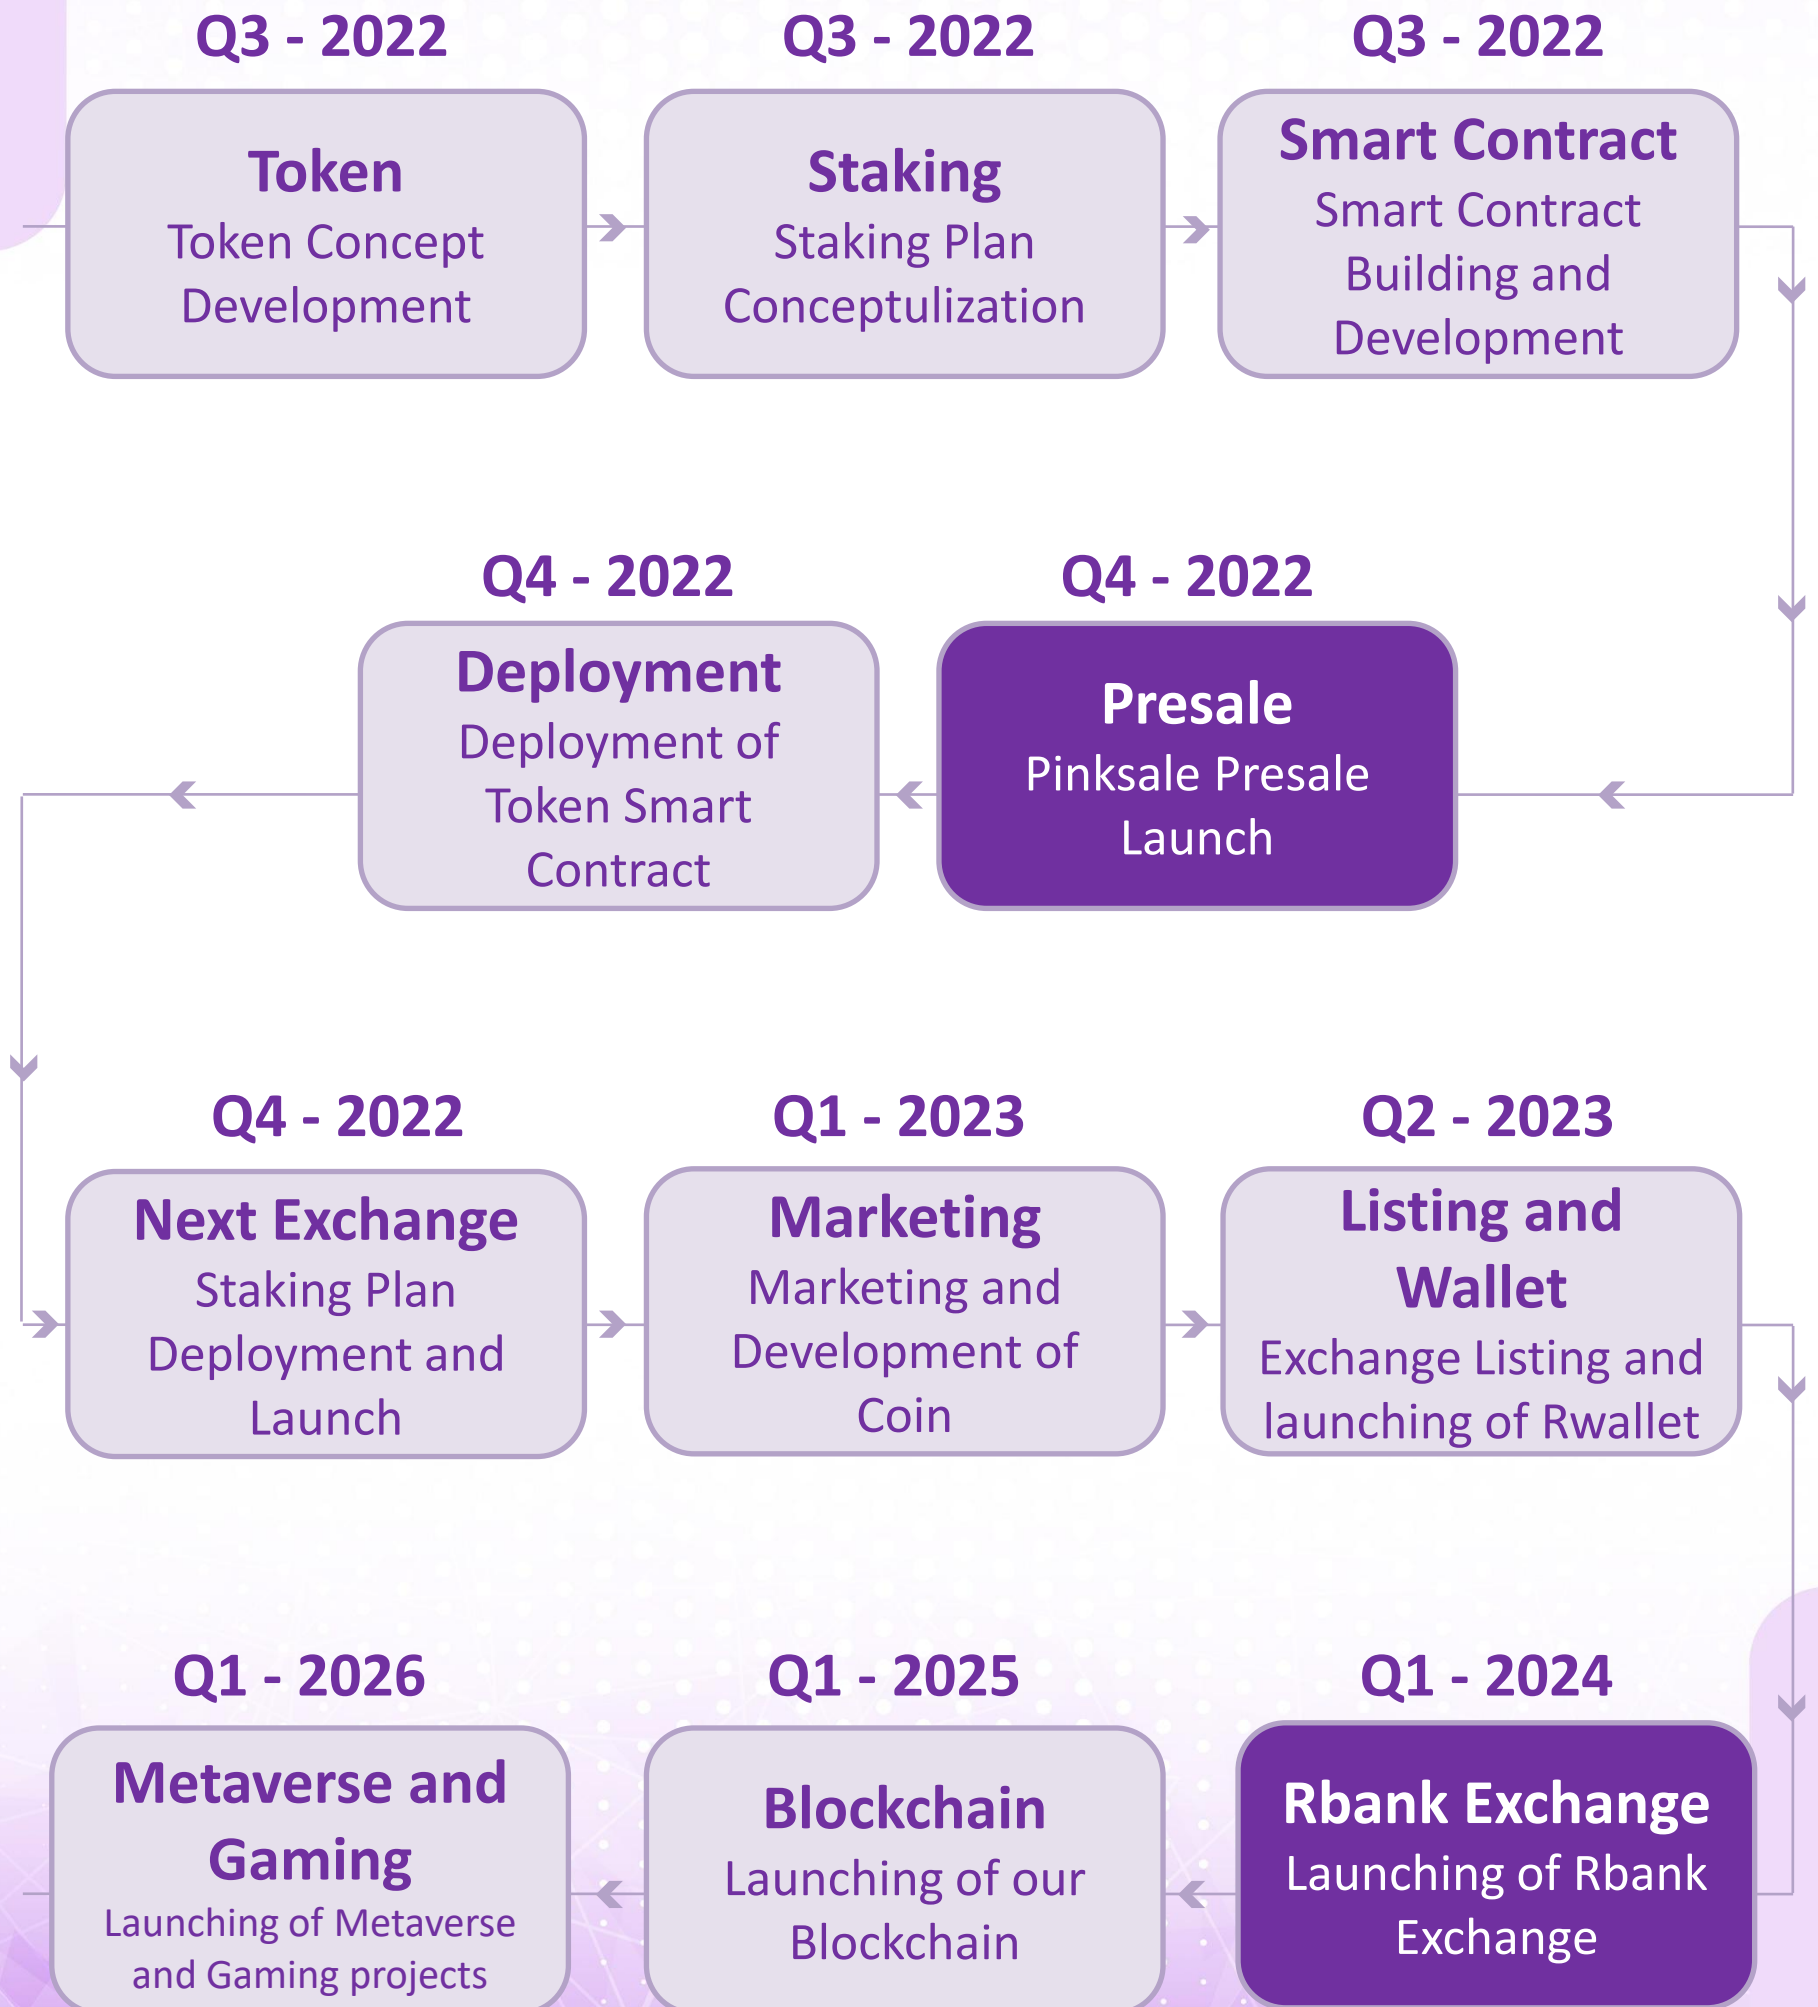 Q3 - 2022
Token
Token Concept
Development
Q3 - 2022
Staking
Staking Plan
Conceptulization
Q3 - 2022
Smart Contract
Smart Contract
Building and
Development
Q4 - 2022
Presale
Pinksale Presale
Launch
Q4 - 2022
Deployment
Deployment of
Token Smart
Contract
Q4 - 2022
Next Exchange
Staking Plan
Deployment and
Launch
Q1 - 2023
Marketing
Marketing and
Development of
Coin
Q2 - 2023
Listing and
Wallet
Exchange Listing and
launching of Rwallet
Q1 - 2024
Rbank Exchange
Launching of Rbank
Exchange
Q1 - 2025
Blockchain
Launching of our
Blockchain
Q1 - 2026
Metaverse and
Gaming
Launching of Metaverse
and Gaming projects